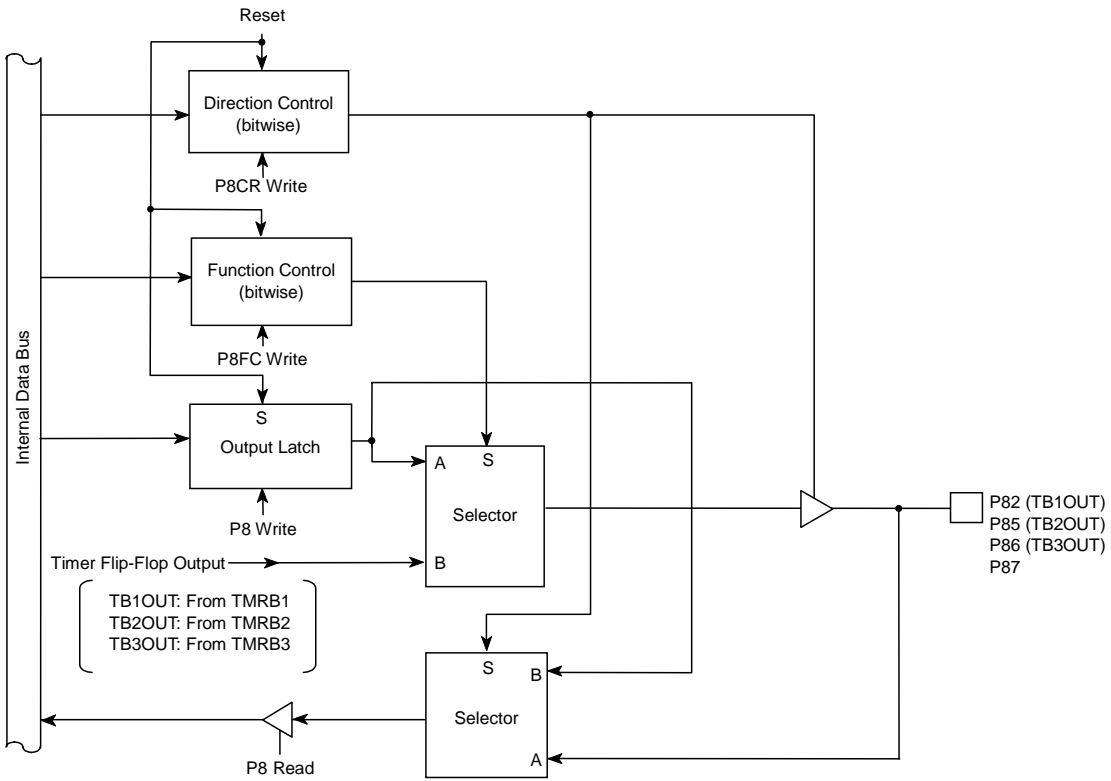 Reset
Direction Control
(bitwise)
P8CR Write
Function Control
(bitwise)
P8FC Write
Internal Data Bus
S
Output Latch
P8 Write
A
S
Selector
B
Timer Flip-Flop Output
TB1OUT: From TMRB1
TB2OUT: From TMRB2
TB3OUT: From TMRB3
P82 (TB1OUT)
P85 (TB2OUT)
P86 (TB3OUT)
P87
S
B
Selector
A
P8 Read